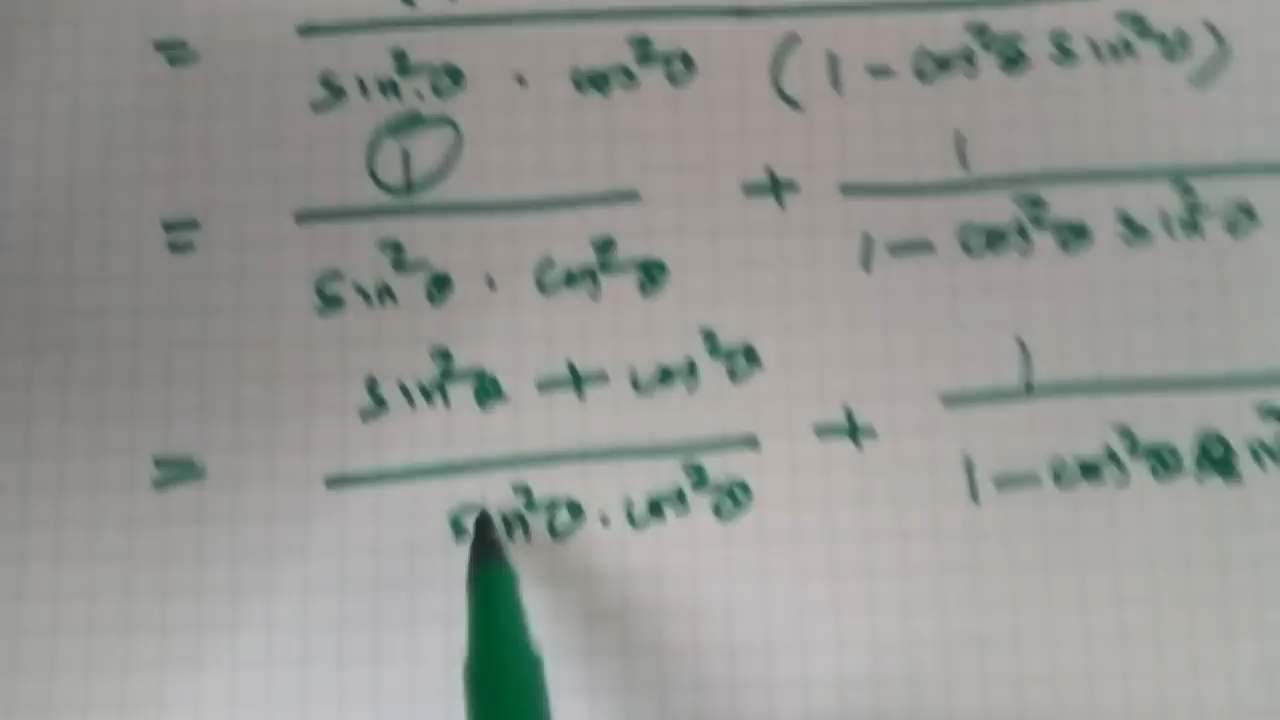 = sin²θ . cos²θ (1 - cos²θ sin²θ)
= 1 / sin²θ . cos²θ + 1 / 1 - cos²θ sin²θ
= sin²θ + cos²θ / sin²θ . cos²θ + 1 / 1 - cos²θ